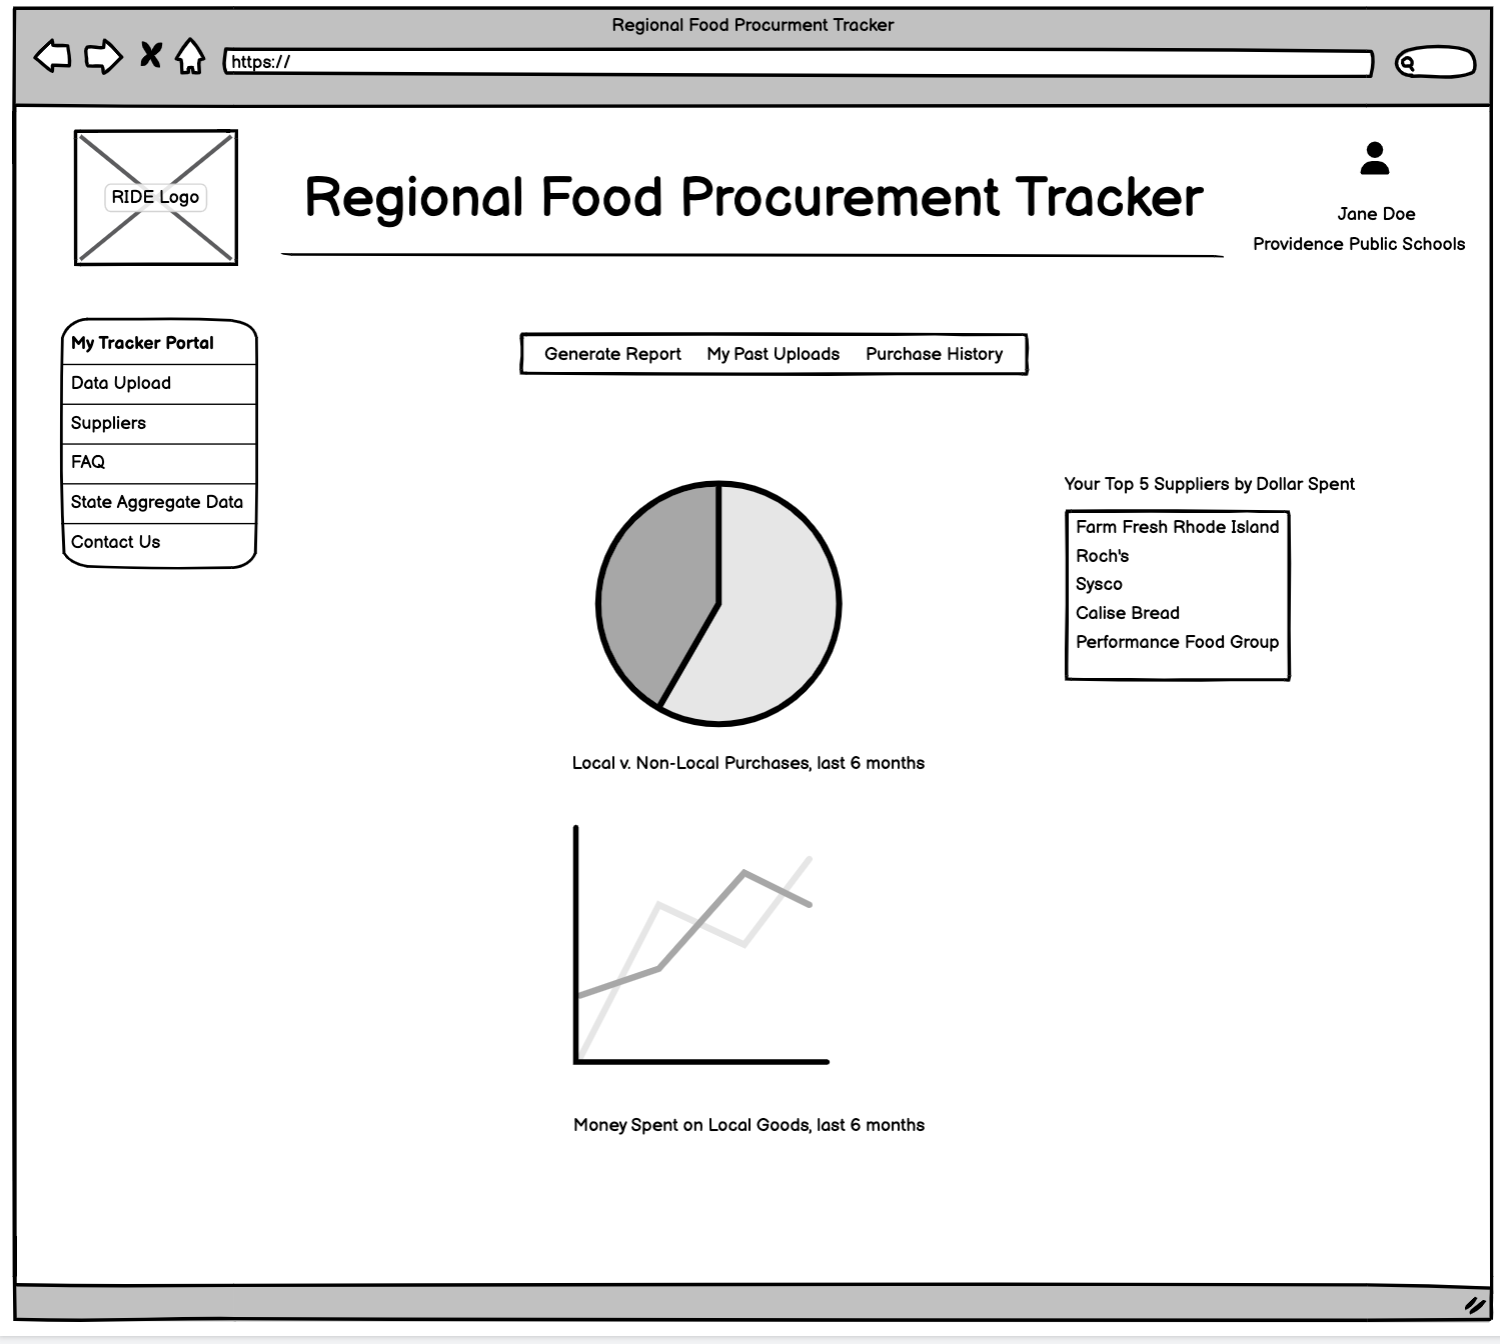 Regional Food Procurment Tracker
https://
RIDE Logo
Regional Food Procurement Tracker
Jane Doe
Providence Public Schools
My Tracker Portal
Data Upload
Suppliers
FAQ
State Aggregate Data
Contact Us
Generate Report My Past Uploads Purchase History
Your Top 5 Suppliers by Dollar Spent
Farm Fresh Rhode Island
Roch's
Sysco
Calise Bread
Performance Food Group
Local v. Non-Local Purchases, last 6 months
Money Spent on Local Goods, last 6 months